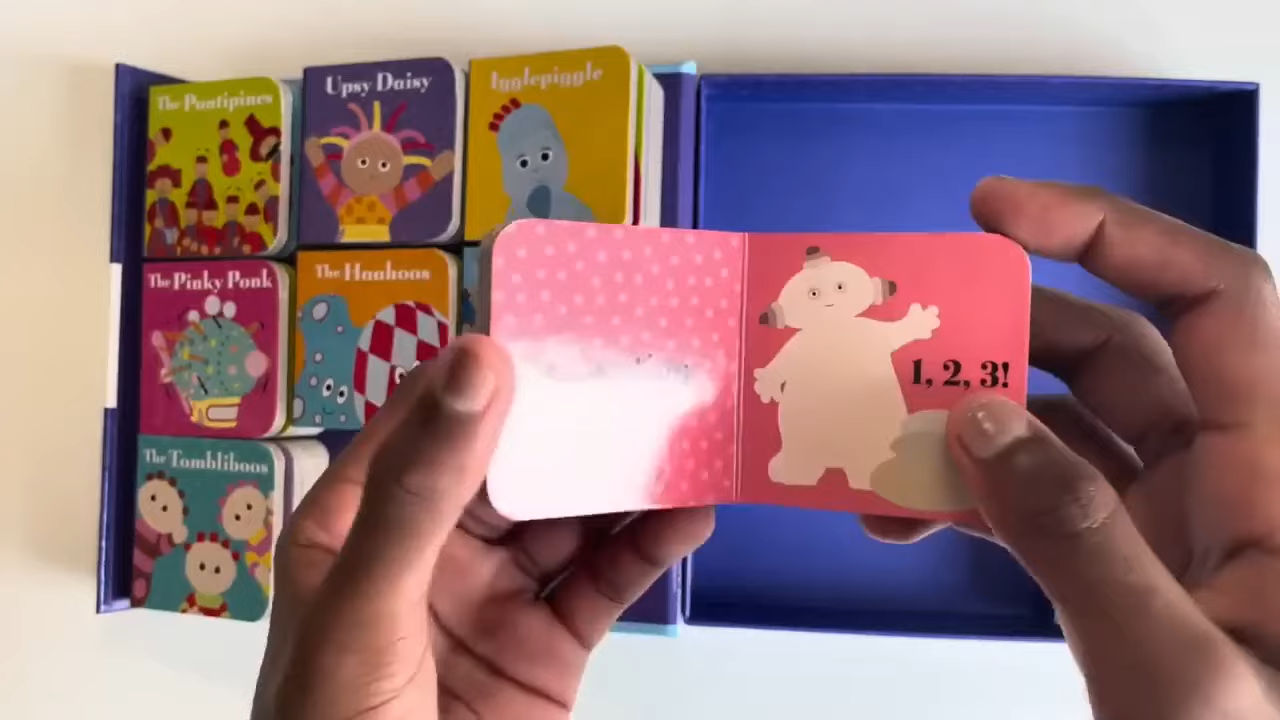 The Pontipines
Upsy Daisy
Igglepiggle
The Pinky Ponk
The Haahoos
The Tombliboos
1, 2, 3!